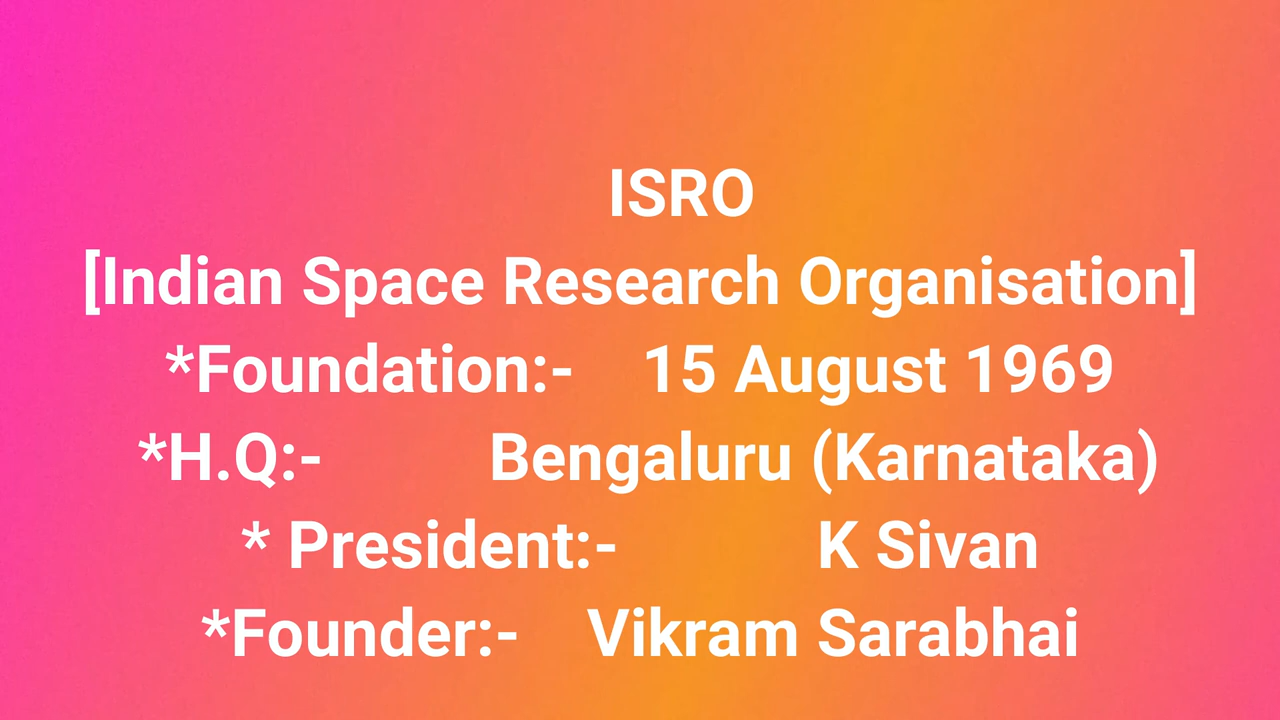 ISRO
[Indian Space Research Organisation]
*Foundation:- 15 August 1969
*H.Q:- Bengaluru (Karnataka)
* President:- K Sivan
*Founder:- Vikram Sarabhai